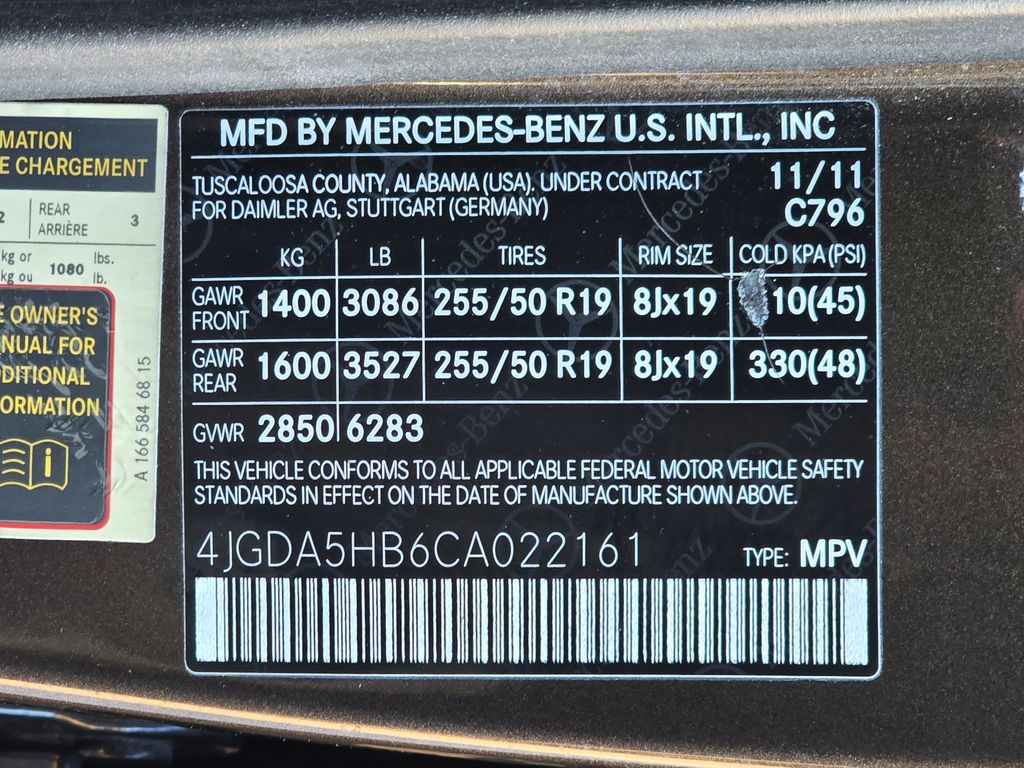 MATION
E CHARGEMENT
2 REAR ARRIÈRE 3
kg or lbs.
kg ou 1080 lb.
E OWNER'S
NUAL FOR
DITIONAL
ORMATION
i
A 166 584 68 15
MFD BY MERCEDES-BENZ U.S. INTL., INC
TUSCALOOSA COUNTY, ALABAMA (USA). UNDER CONTRACT 11/11
FOR DAIMLER AG, STUTTGART (GERMANY) C796
KG LB TIRES RIM SIZE COLD KPA (PSI)
GAWR FRONT 1400 3086 255/50 R19 8Jx19 10(45)
GAWR REAR 1600 3527 255/50 R19 8Jx19 330(48)
GVWR 2850 6283
THIS VEHICLE CONFORMS TO ALL APPLICABLE FEDERAL MOTOR VEHICLE SAFETY
STANDARDS IN EFFECT ON THE DATE OF MANUFACTURE SHOWN ABOVE.
4JGDA5HB6CA022161 TYPE: MPV